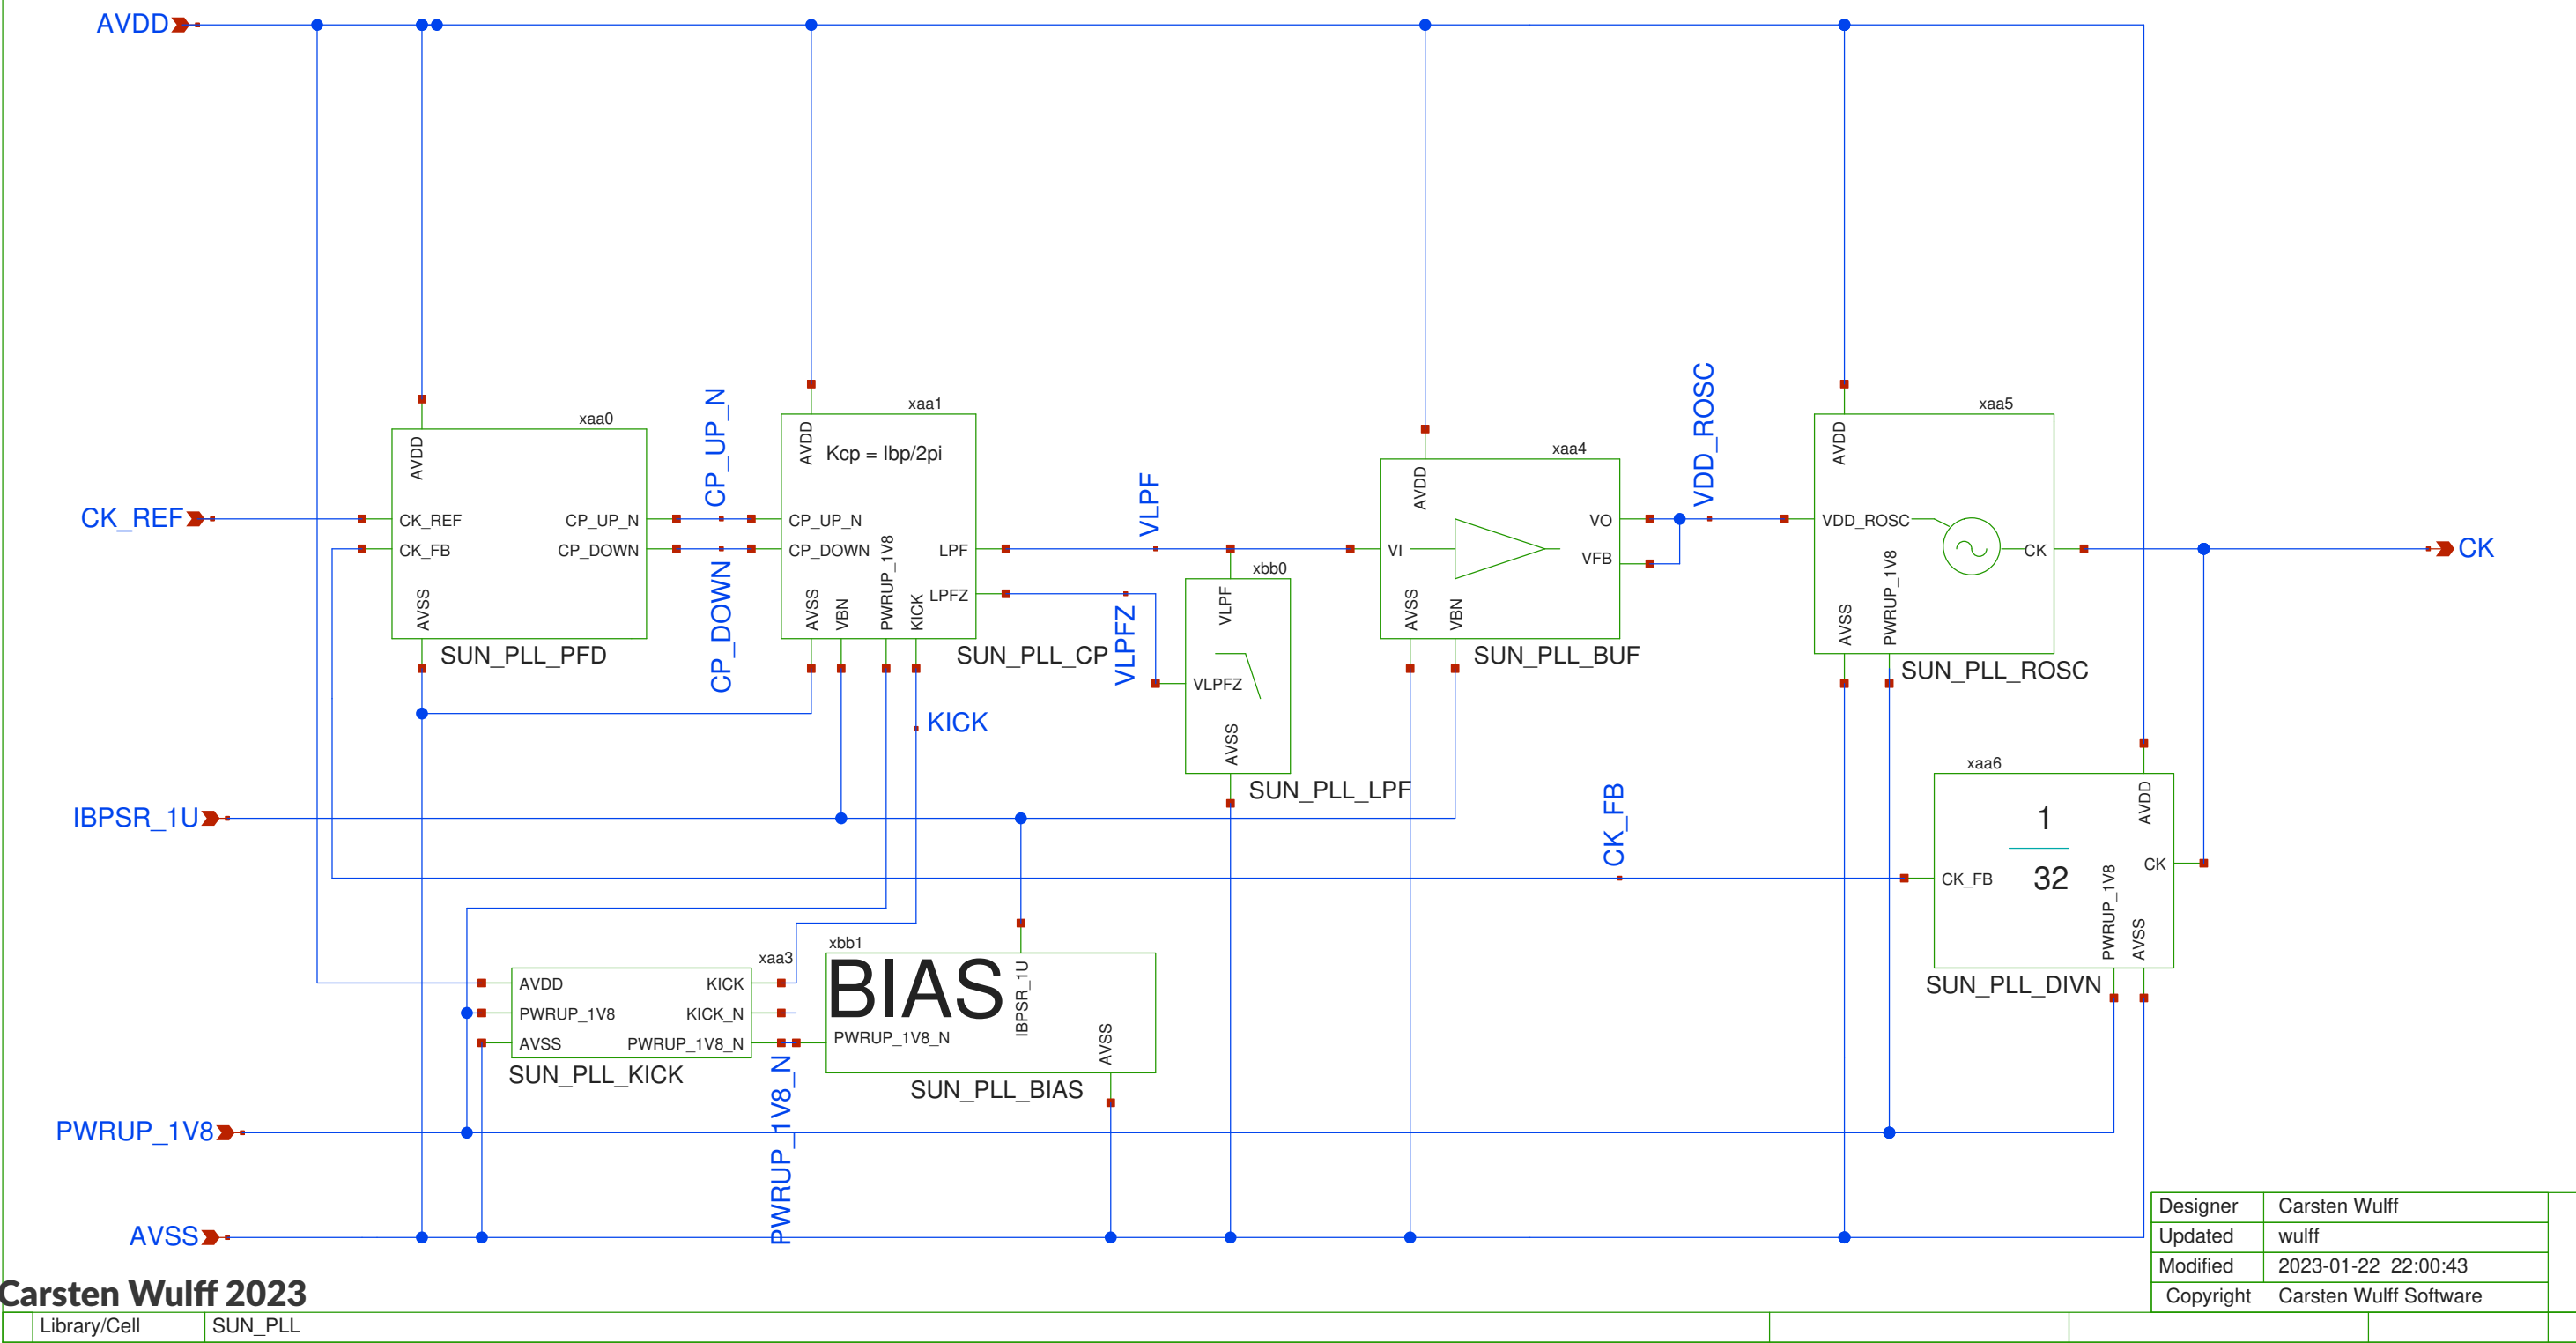 AVDD
CK_REF
IBPSR_1U
PWRUP_1V8
AVSS
xaa0
AVDD
CK_REF
CK_FB
CP_UP_N
CP_DOWN
AVSS
SUN_PLL_PFD
CP_UP_N
CP_DOWN
xaa1
AVDD
Kcp = Ibp/2pi
CP_UP_N
CP_DOWN
LPF
LPFZ
AVSS
VBN
PWRUP_1V8
KICK
SUN_PLL_CP
KICK
VLPF
VLPFZ
xbb0
VLPF
VLPFZ
AVSS
SUN_PLL_LPF
xaa4
AVDD
VI
VO
VFB
AVSS
VBN
SUN_PLL_BUF
VDD_ROSC
xaa5
AVDD
VDD_ROSC
CK
AVSS
PWRUP_1V8
SUN_PLL_ROSC
CK
CK_FB
xaa6
1
32
AVDD
CK
CK_FB
PWRUP_1V8
AVSS
SUN_PLL_DIVN
xaa3
AVDD
KICK
PWRUP_1V8
KICK_N
AVSS
PWRUP_1V8_N
SUN_PLL_KICK
PWRUP_1V8_N
xbb1
BIAS
IBPSR_1U
PWRUP_1V8_N
AVSS
SUN_PLL_BIAS
Designer Carsten Wulff
Updated wulff
Modified 2023-01-22 22:00:43
Copyright Carsten Wulff Software
Carsten Wulff 2023
Library/Cell SUN_PLL